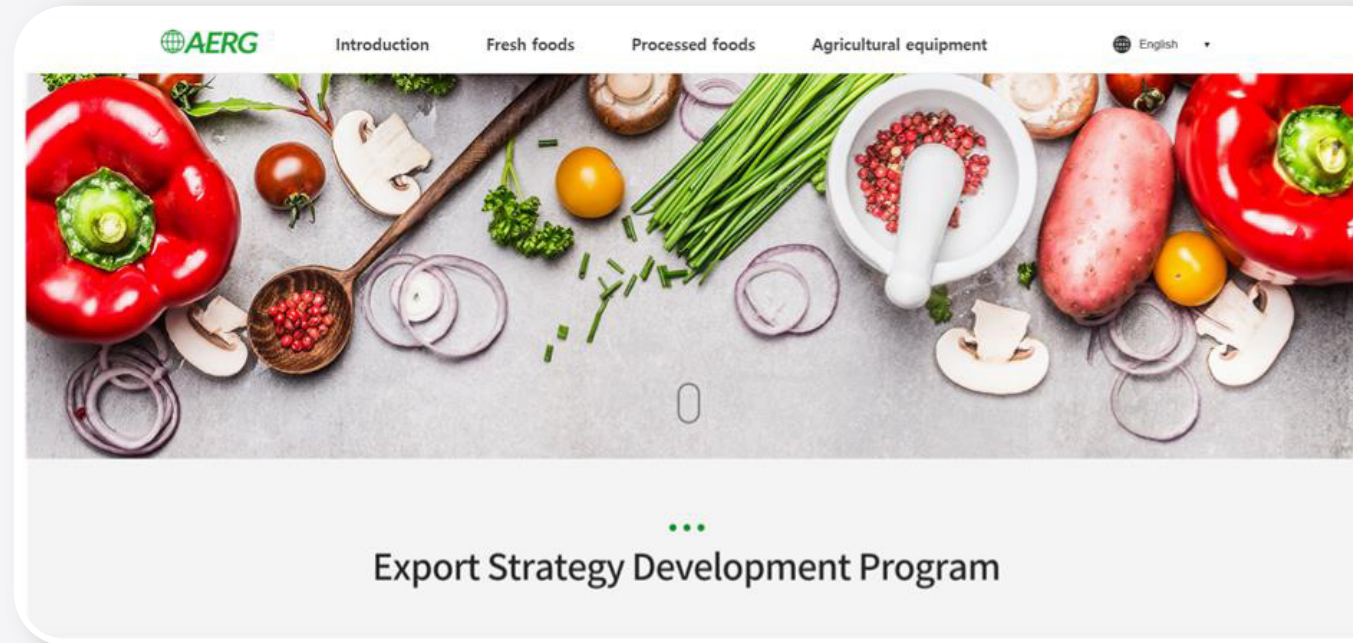 AERG
Introduction Fresh foods Processed foods Agricultural equipment English
Export Strategy Development Program